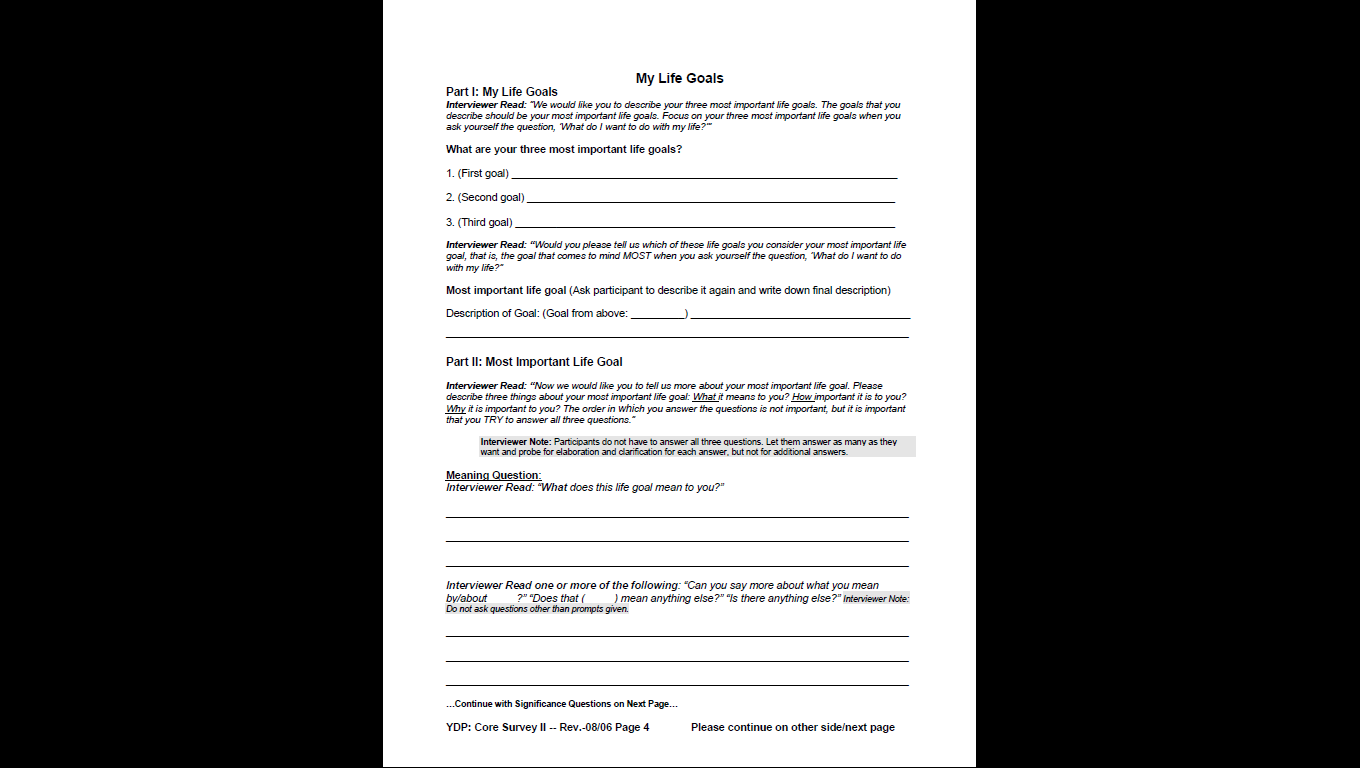 My Life Goals
Part I: My Life Goals
Interviewer Read: "We would like you to describe your three most important life goals. The goals that you
describe should be your most important life goals. Focus on your three most important life goals when you
ask yourself the question, 'What do I want to do with my life?'"
What are your three most important life goals?
1. (First goal) ______________________________
2. (Second goal) ______________________________
3. (Third goal) ______________________________
Interviewer Read: "Would you please tell us which of these life goals you consider your most important life
goal, that is, the goal that comes to mind MOST when you ask yourself the question, 'What do I want to do
with my life?"
Most important life goal (Ask participant to describe it again and write down final description)
Description of Goal: (Goal from above: _________) ______________________________
Part II: Most Important Life Goal
Interviewer Read: "Now we would like you to tell us more about your most important life goal. Please
describe three things about your most important life goal: What it means to you? How important it is to you?
Why it is important to you? The order in which you answer the questions is not important, but it is important
that you TRY to answer all three questions."
Interviewer Note: Participants do not have to answer all three questions. Let them answer as many as they
want and probe for elaboration and clarification for each answer, but not for additional answers.
Meaning Question:
Interviewer Read: "What does this life goal mean to you?"
Interviewer Read one or more of the following: "Can you say more about what you mean
by/about ?" "Does that ( ) mean anything else?" "Is there anything else?" Interviewer Note:
Do not ask questions other than prompts given.
…Continue with Significance Questions on Next Page…
YDP: Core Survey II -- Rev.-08/06 Page 4 Please continue on other side/next page